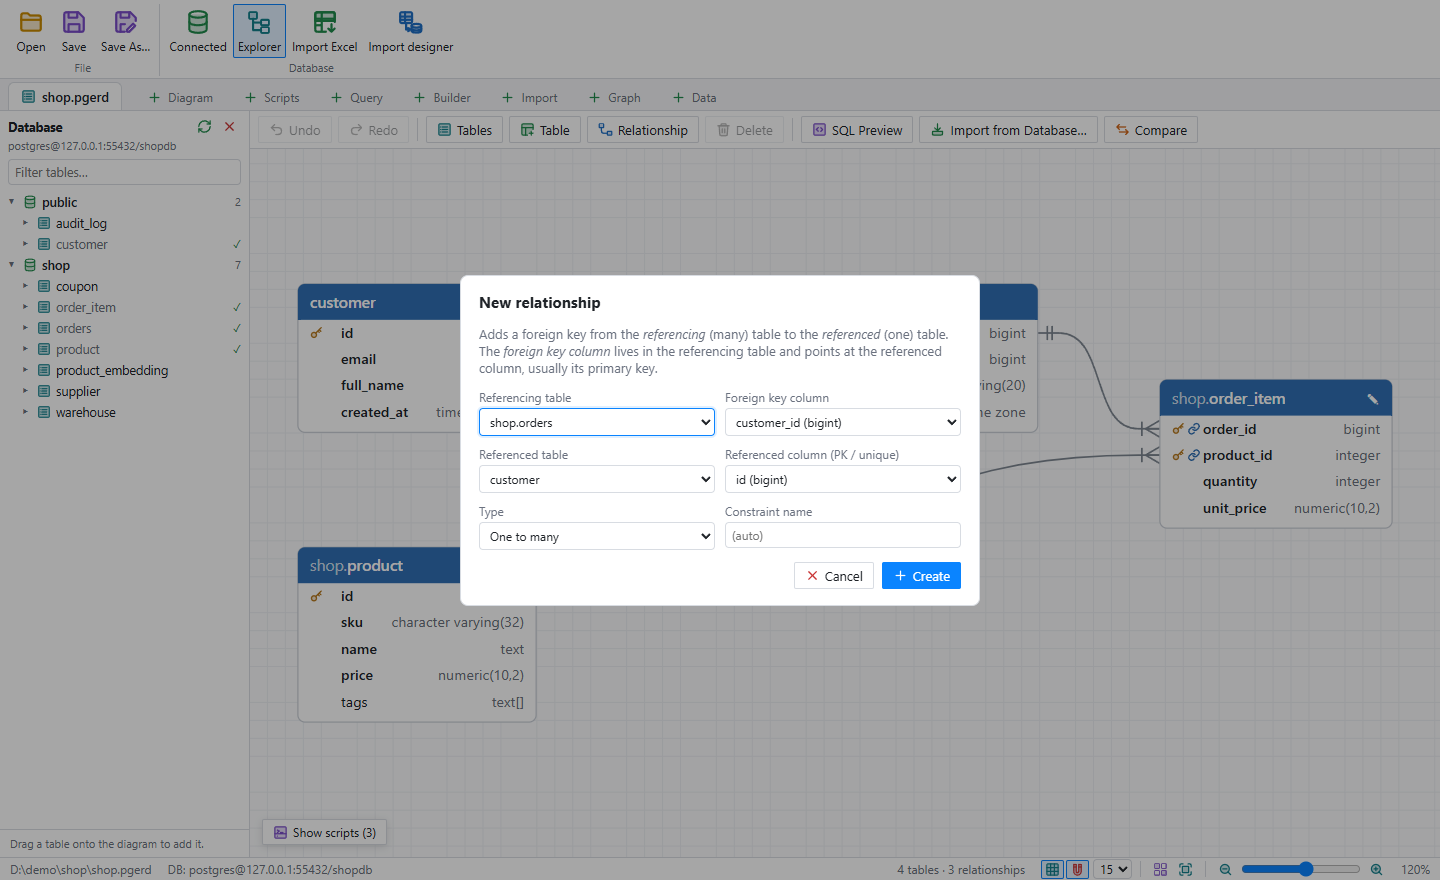 Open
Save
Save As...
Connected
Explorer
Import Excel
Import designer
File
Database
shop.pgerd
Diagram
Scripts
Query
Builder
Import
Graph
Data
Database
postgres@127.0.0.1:55432/shopdb
Filter tables...
public 2
audit_log
customer
shop 7
coupon
order_item
orders
product
product_embedding
supplier
warehouse
Drag a table onto the diagram to add it.
Undo
Redo
Tables
Table
Relationship
Delete
SQL Preview
Import from Database...
Compare
customer
id
email
full_name
created_at time
bigint
bigint
ying(20)
ne zone
shop.order_item
order_id bigint
product_id integer
quantity integer
unit_price numeric(10,2)
shop.product
id
sku character varying(32)
name text
price numeric(10,2)
tags text[]
New relationship
Adds a foreign key from the referencing (many) table to the referenced (one) table.
The foreign key column lives in the referencing table and points at the referenced
column, usually its primary key.
Referencing table
shop.orders
Foreign key column
customer_id (bigint)
Referenced table
customer
Referenced column (PK / unique)
id (bigint)
Type
One to many
Constraint name
(auto)
Cancel
Create
Show scripts (3)
D:\demo\shop\shop.pgerd
DB: postgres@127.0.0.1:55432/shopdb
4 tables · 3 relationships
15
120%